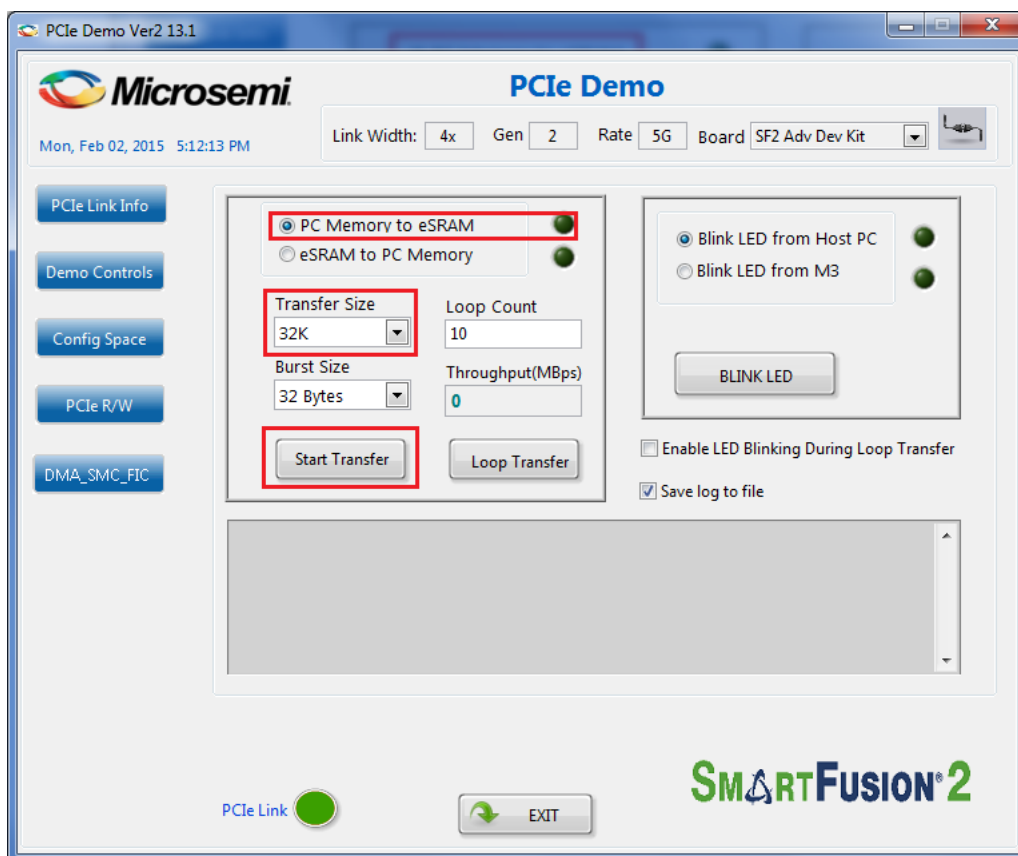 PCIe Demo Ver2 13.1
Microsemi.
PCIe Demo
Mon, Feb 02, 2015 5:12:13 PM
Link Width: 4x Gen 2 Rate 5G Board SF2 Adv Dev Kit
PCIe Link Info
Demo Controls
Config Space
PCIe R/W
DMA_SMC_FIC
PC Memory to eSRAM
eSRAM to PC Memory
Transfer Size
32K
Loop Count
10
Burst Size
32 Bytes
Throughput(MBps)
0
Start Transfer
Loop Transfer
Blink LED from Host PC
Blink LED from M3
BLINK LED
Enable LED Blinking During Loop Transfer
Save log to file
PCIe Link
EXIT
SMARTFUSION®2